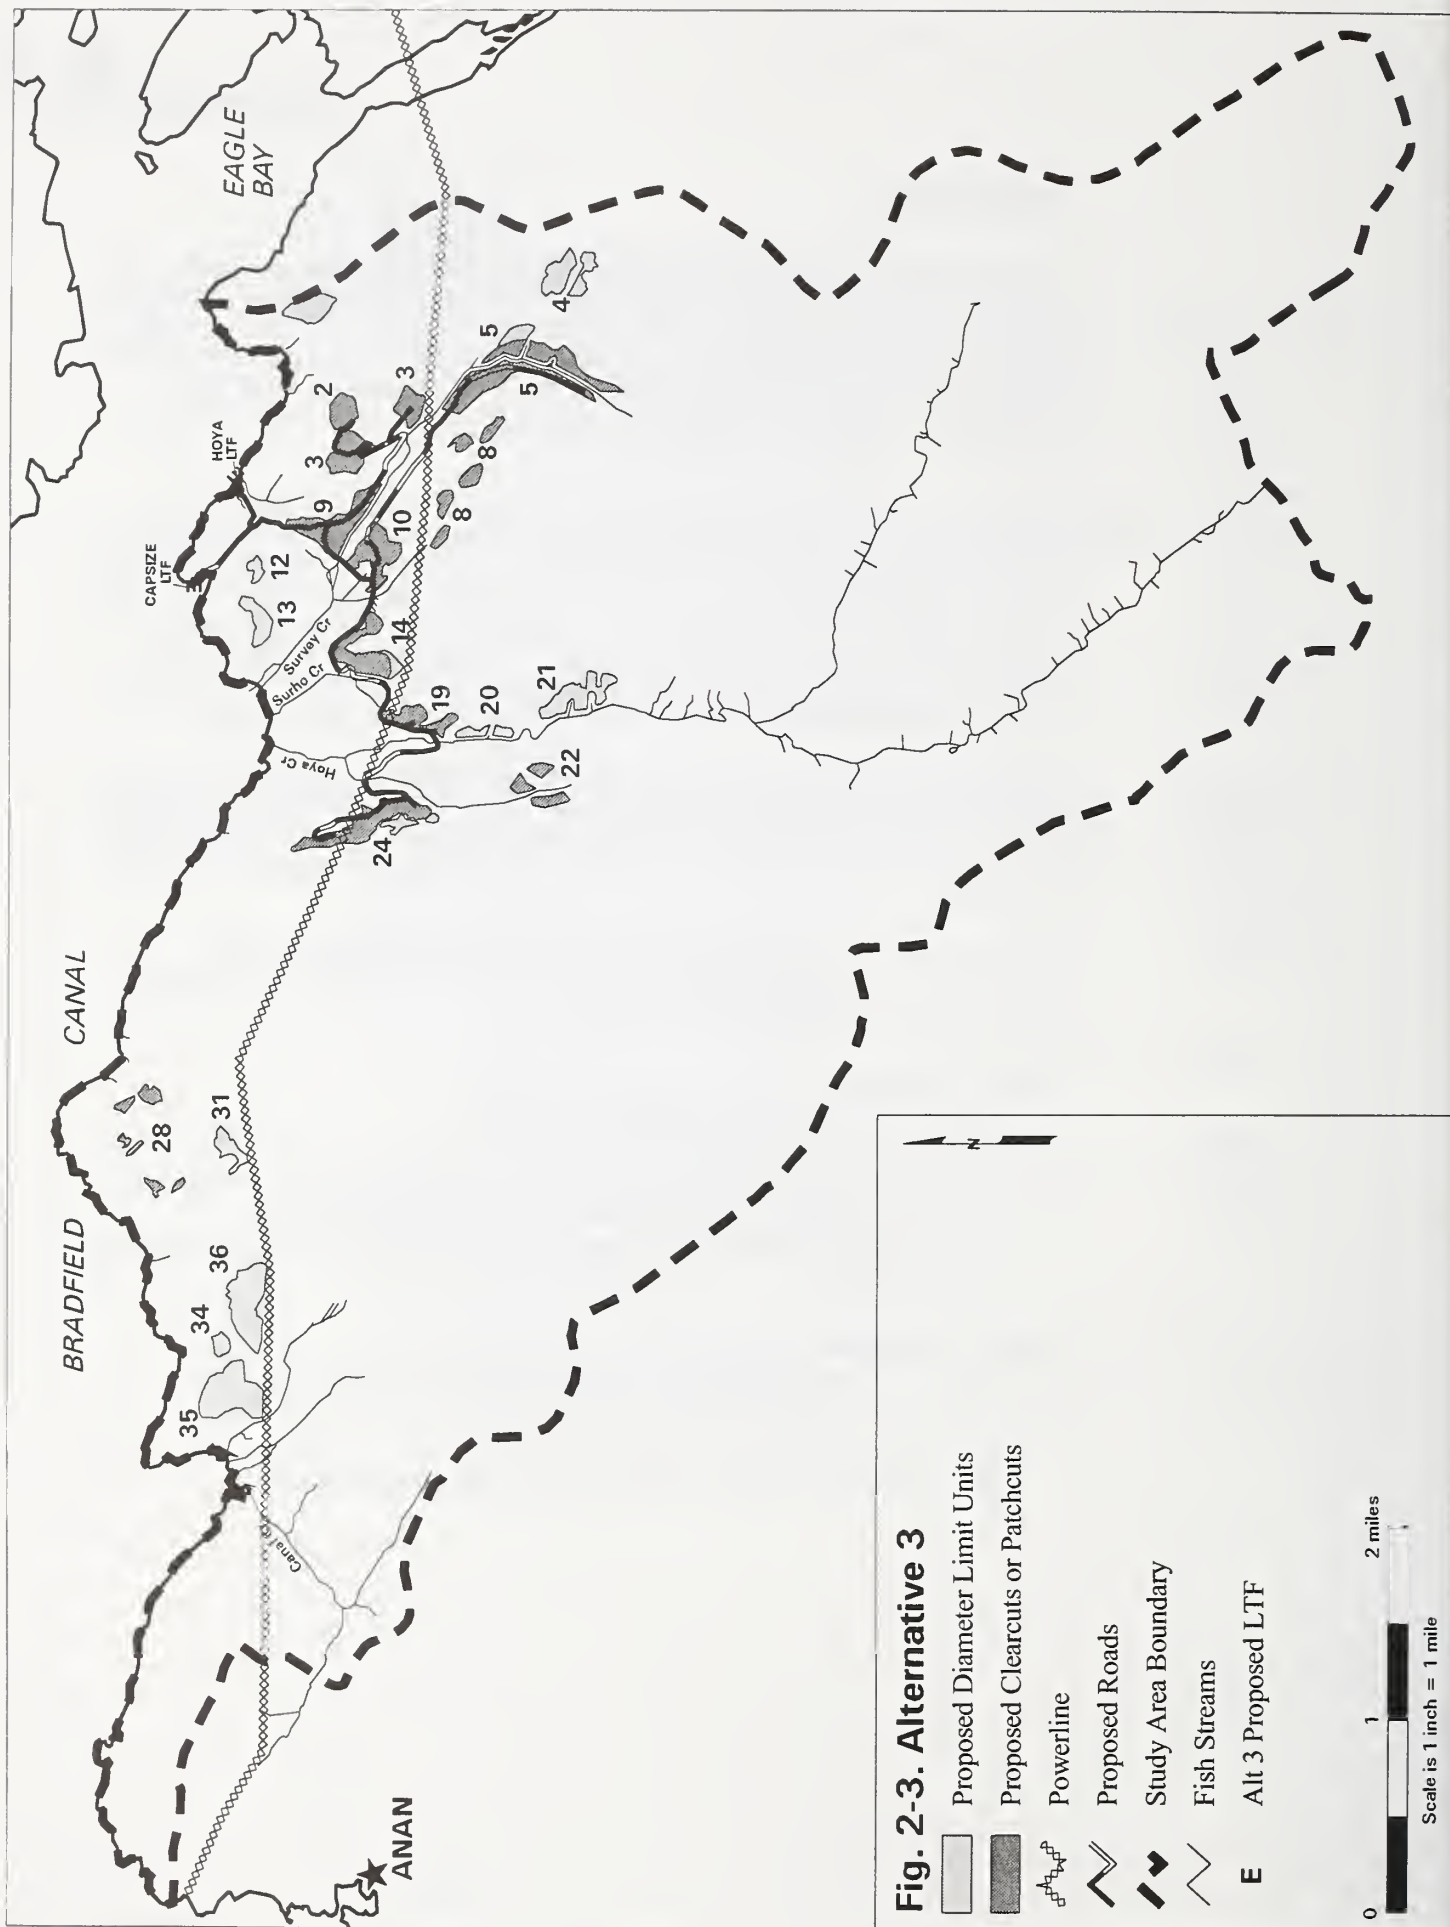 BRADFIELD CANAL
EAGLE
BAY
CAPSIZE
LTF
HOYA
LTF
E
E
2
3
3
4
5
5
8
8
9
10
12
13
14
19
20
21
22
24
28
31
34
35
36
Survey Cr
Surho Cr
Hoya Cr
Canal Cr
ANAN
Fig. 2-3. Alternative 3
Proposed Diameter Limit Units
Proposed Clearcuts or Patchcuts
Powerline
Proposed Roads
Study Area Boundary
Fish Streams
E Alt 3 Proposed LTF
N
0 1 2 miles
Scale is 1 inch = 1 mile